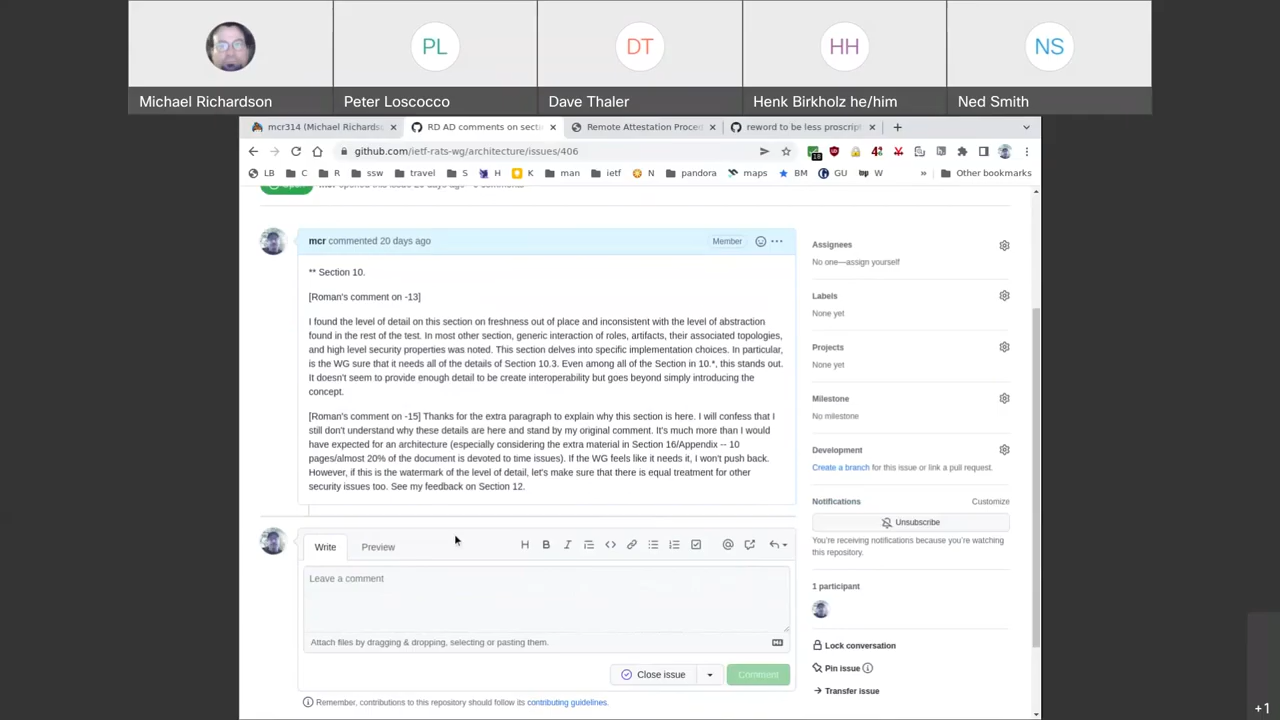 PL
DT
HH
NS
Michael Richardson
Peter Loscocco
Dave Thaler
Henk Birkholz he/him
Ned Smith
mcr314 (Michael Richards
RD AD comments on sect
Remote Attestation Proced
reword to be less proscript
github.com/ietf-rats-wg/architecture/issues/406
18
LB
C
R
ssw
travel
S
H
K
man
ietf
N
pandora
maps
BM
GU
W
»
Other bookmarks
mcr commented 20 days ago
Member
** Section 10.
[Roman's comment on -13]
I found the level of detail on this section on freshness out of place and inconsistent with the level of abstraction
found in the rest of the test. In most other section, generic interaction of roles, artifacts, their associated topologies,
and high level security properties was noted. This section delves into specific implementation choices. In particular,
is the WG sure that it needs all of the details of Section 10.3. Even among all of the Section in 10.*, this stands out.
It doesn't seem to provide enough detail to be create interoperability but goes beyond simply introducing the
concept.
[Roman's comment on -15] Thanks for the extra paragraph to explain why this section is here. I will confess that I
still don't understand why these details are here and stand by my original comment. It's much more than I would
have expected for an architecture (especially considering the extra material in Section 16/Appendix -- 10
pages/almost 20% of the document is devoted to time issues). If the WG feels like it needs it, I won't push back.
However, if this is the watermark of the level of detail, let's make sure that there is equal treatment for other
security issues too. See my feedback on Section 12.
Write
Preview
Leave a comment
Attach files by dragging & dropping, selecting or pasting them.
Close issue
Comment
Remember, contributions to this repository should follow its contributing guidelines.
Assignees
No one—assign yourself
Labels
None yet
Projects
None yet
Milestone
No milestone
Development
Create a branch for this issue or link a pull request.
Notifications
Customize
Unsubscribe
You're receiving notifications because you're watching
this repository.
1 participant
Lock conversation
Pin issue
Transfer issue
+1